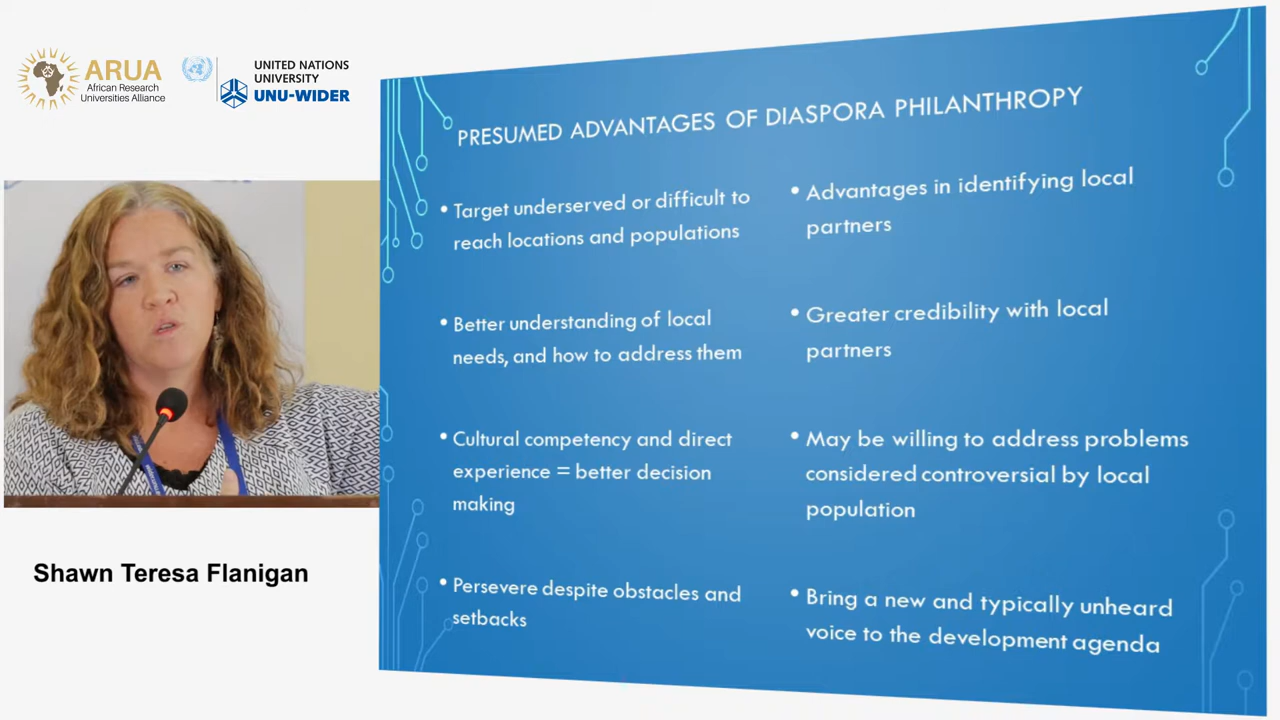 ARUA
African Research
Universities Alliance
UNITED NATIONS
UNIVERSITY
UNU-WIDER
PRESUMED ADVANTAGES OF DIASPORA PHILANTHROPY
• Target underserved or difficult to
reach locations and populations
• Better understanding of local
needs, and how to address them
• Cultural competency and direct
experience = better decision
making
• Persevere despite obstacles and
setbacks
• Advantages in identifying local
partners
• Greater credibility with local
partners
• May be willing to address problems
considered controversial by local
population
• Bring a new and typically unheard
voice to the development agenda
Shawn Teresa Flanigan